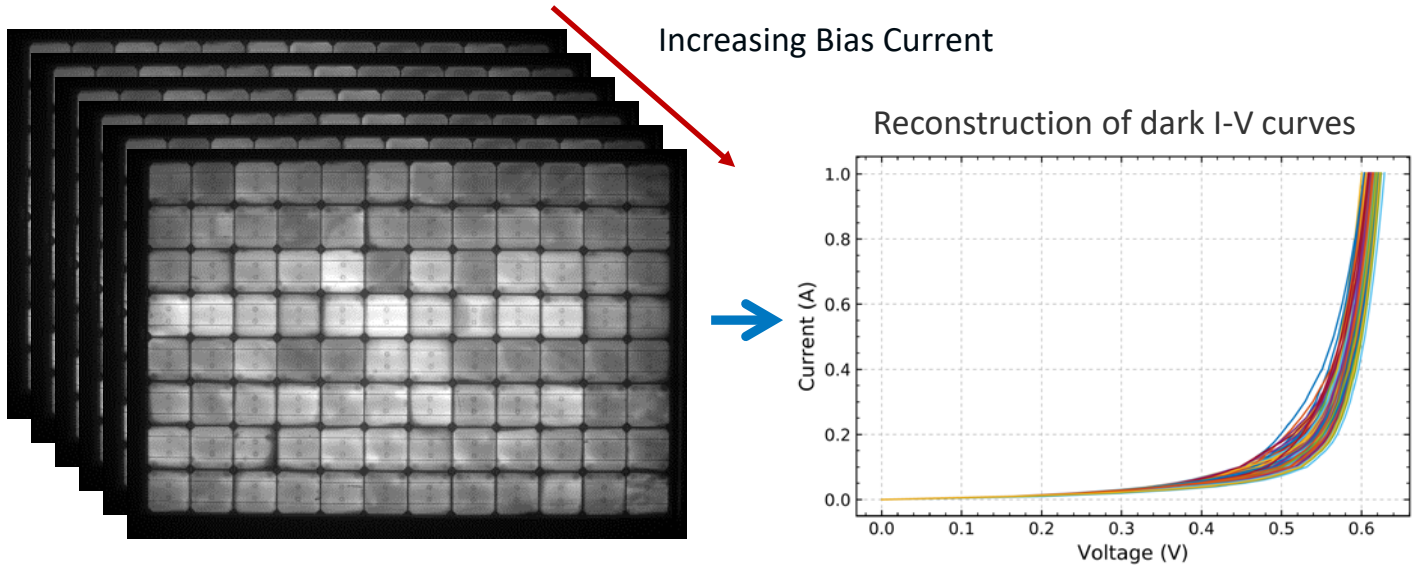 Increasing Bias Current
Reconstruction of dark I-V curves
1.0
0.8
0.6
0.4
0.2
0.0
Current (A)
0.0 0.1 0.2 0.3 0.4 0.5 0.6
Voltage (V)